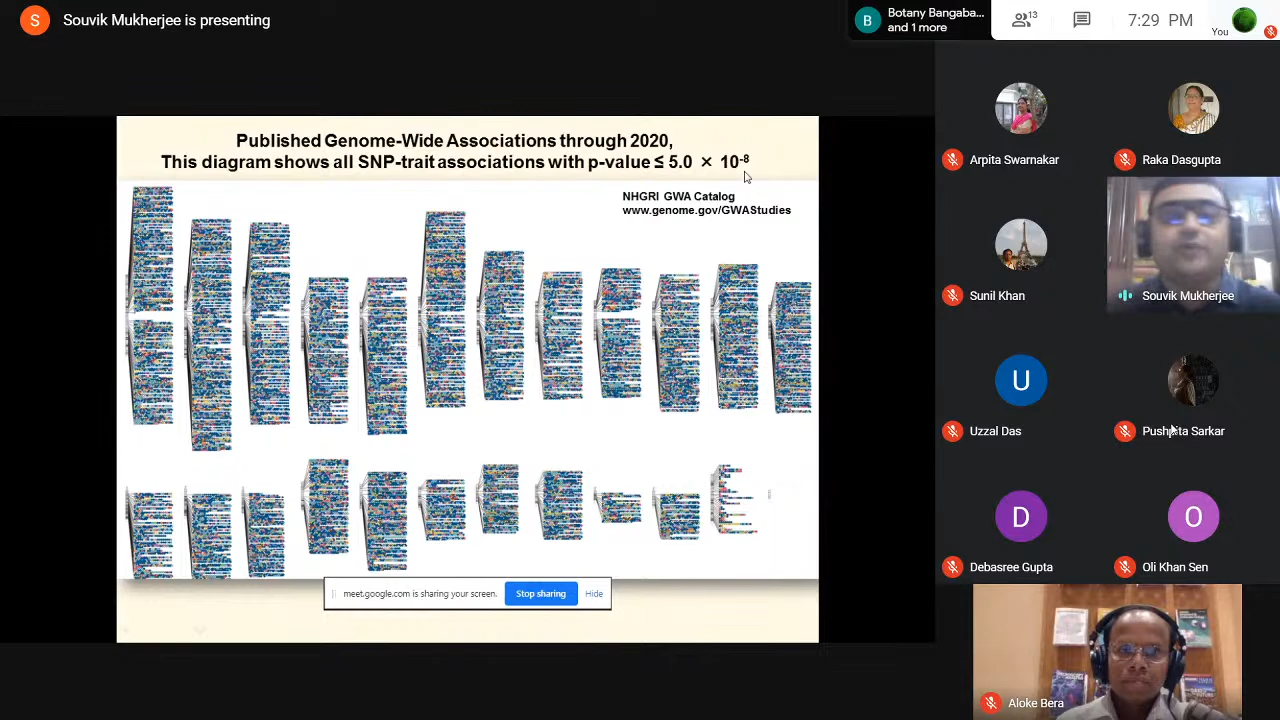 S
Souvik Mukherjee is presenting
B
Botany Bangaba...
and 1 more
13
7:29 PM
You
Published Genome-Wide Associations through 2020,
This diagram shows all SNP-trait associations with p-value ≤ 5.0 × 10-8
NHGRI GWA Catalog
www.genome.gov/GWAStudies
meet.google.com is sharing your screen.
Stop sharing
Hide
Arpita Swarnakar
Raka Dasgupta
Sunil Khan
Souvik Mukherjee
U
Uzzal Das
Pushpita Sarkar
D
Debasree Gupta
O
Oli Khan Sen
Aloke Bera